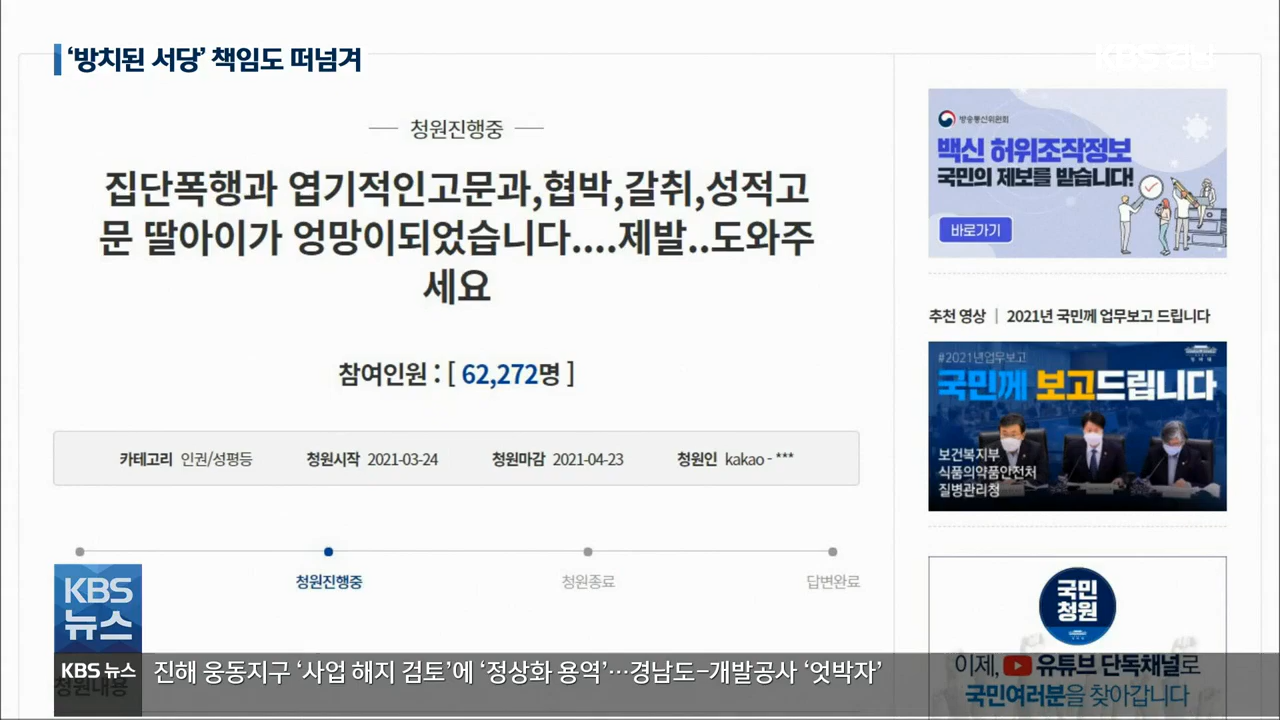 ‘방치된 서당’ 책임도 떠넘겨
KBS 경남
청원진행중
집단폭행과 엽기적인고문과,협박,갈취,성적고
문 딸아이가 엉망이되었습니다....제발..도와주
세요
참여인원 : [ 62,272명 ]
카테고리 인권/성평등 청원시작 2021-03-24 청원마감 2021-04-23 청원인 kakao - ***
청원진행중 청원종료 답변완료
청원내용
방송통신위원회
백신 허위조작정보
국민의 제보를 받습니다!
바로가기
추천 영상 | 2021년 국민께 업무보고 드립니다
#2021년업무보고
국민께 보고드립니다
보건복지부
식품의약품안전처
질병관리청
국민
청원
이제, 유튜브 단독채널로
국민여러분을 찾아갑니다
KBS
뉴스
KBS 뉴스 진해 웅동지구 ‘사업 해지 검토’에 ‘정상화 용역’…경남도-개발공사 ‘엇박자’